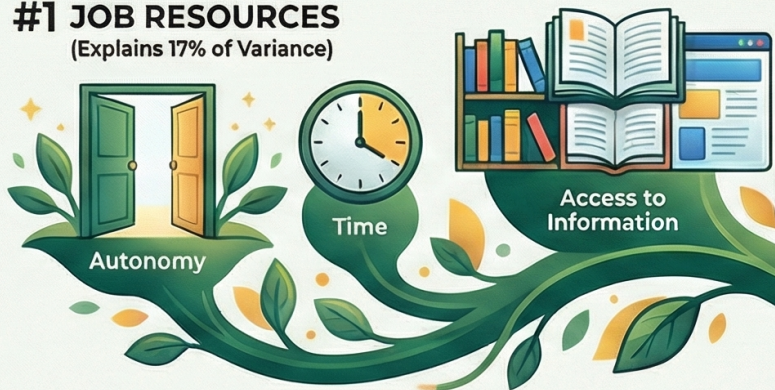 #1 JOB RESOURCES
(Explains 17% of Variance)
Autonomy
Time
Access to
Information